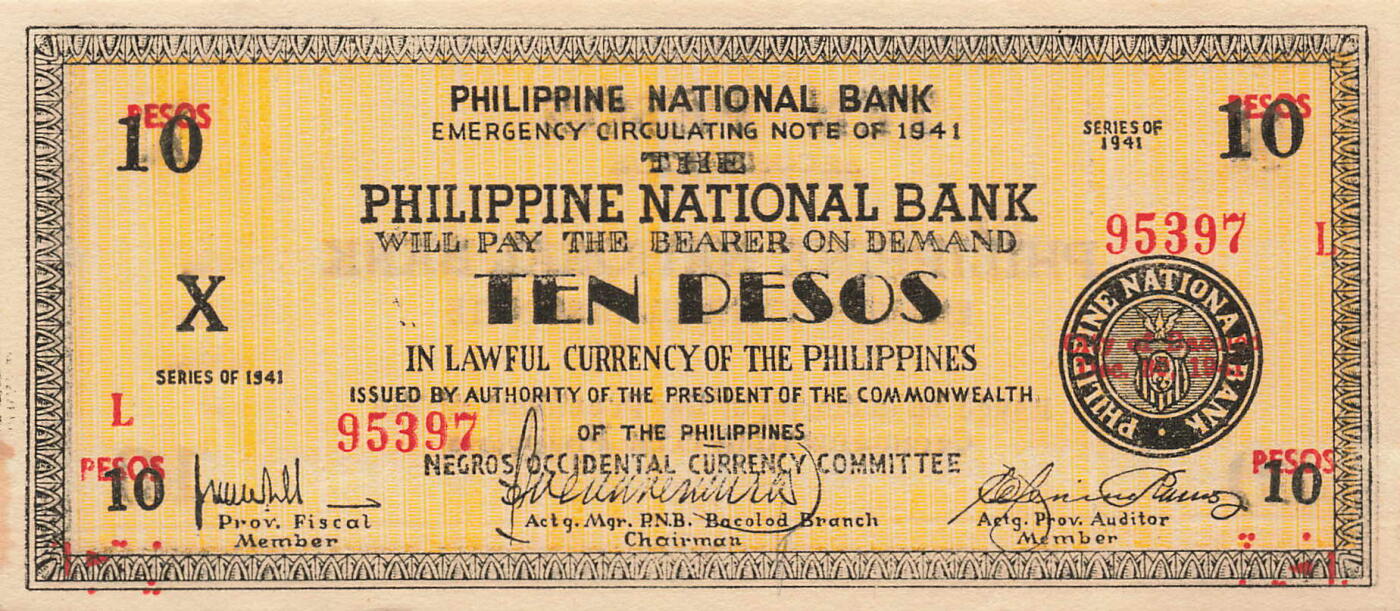 PHILIPPINE NATIONAL BANK
EMERGENCY CIRCULATING NOTE OF 1941
PESOS
10
SERIES OF
1941
PESOS
10
THE
PHILIPPINE NATIONAL BANK
WILL PAY THE BEARER ON DEMAND
95397 L
TEN PESOS
X
IN LAWFUL CURRENCY OF THE PHILIPPINES
SERIES OF 1941
ISSUED BY AUTHORITY OF THE PRESIDENT OF THE COMMONWEALTH
OF THE PHILIPPINES
L 95397
NEGROS OCCIDENTAL CURRENCY COMMITTEE
PHILIPPINE NATIONAL BANK
PESOS
10
PESOS
10
Prov. Fiscal
Member
Actg. Mgr. P.N.B. Bacolod Branch
Chairman
Actg. Prov. Auditor
Member